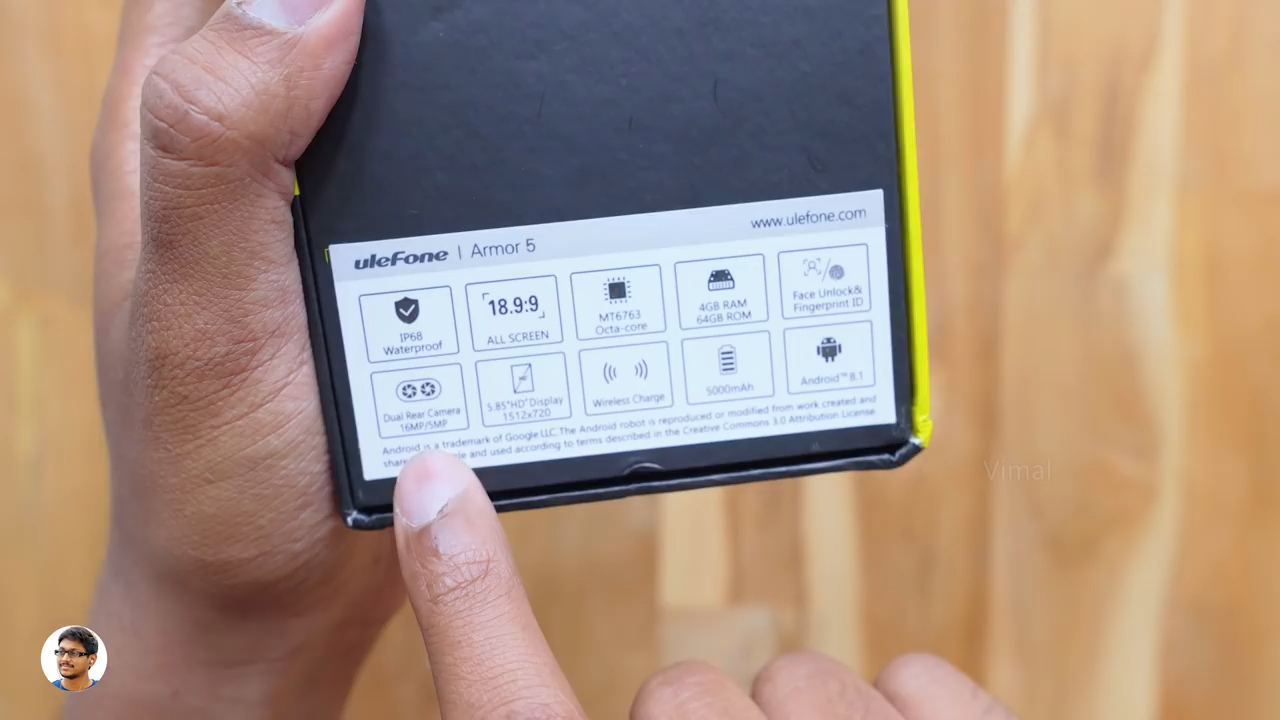 uleFone | Armor 5
www.ulefone.com
IP68
Waterproof
18.9:9
ALL SCREEN
MT6763
Octa-core
4GB RAM
64GB ROM
Face Unlock&
Fingerprint ID
Dual Rear Camera
16MP/5MP
5.85"HD+Display
1512x720
HD+
Wireless Charge
5000mAh
Android™8.1
Android is a trademark of Google LLC. The Android robot is reproduced or modified from work created and
and used according to terms described in the Creative Commons 3.0 Attribution License.
Vimal